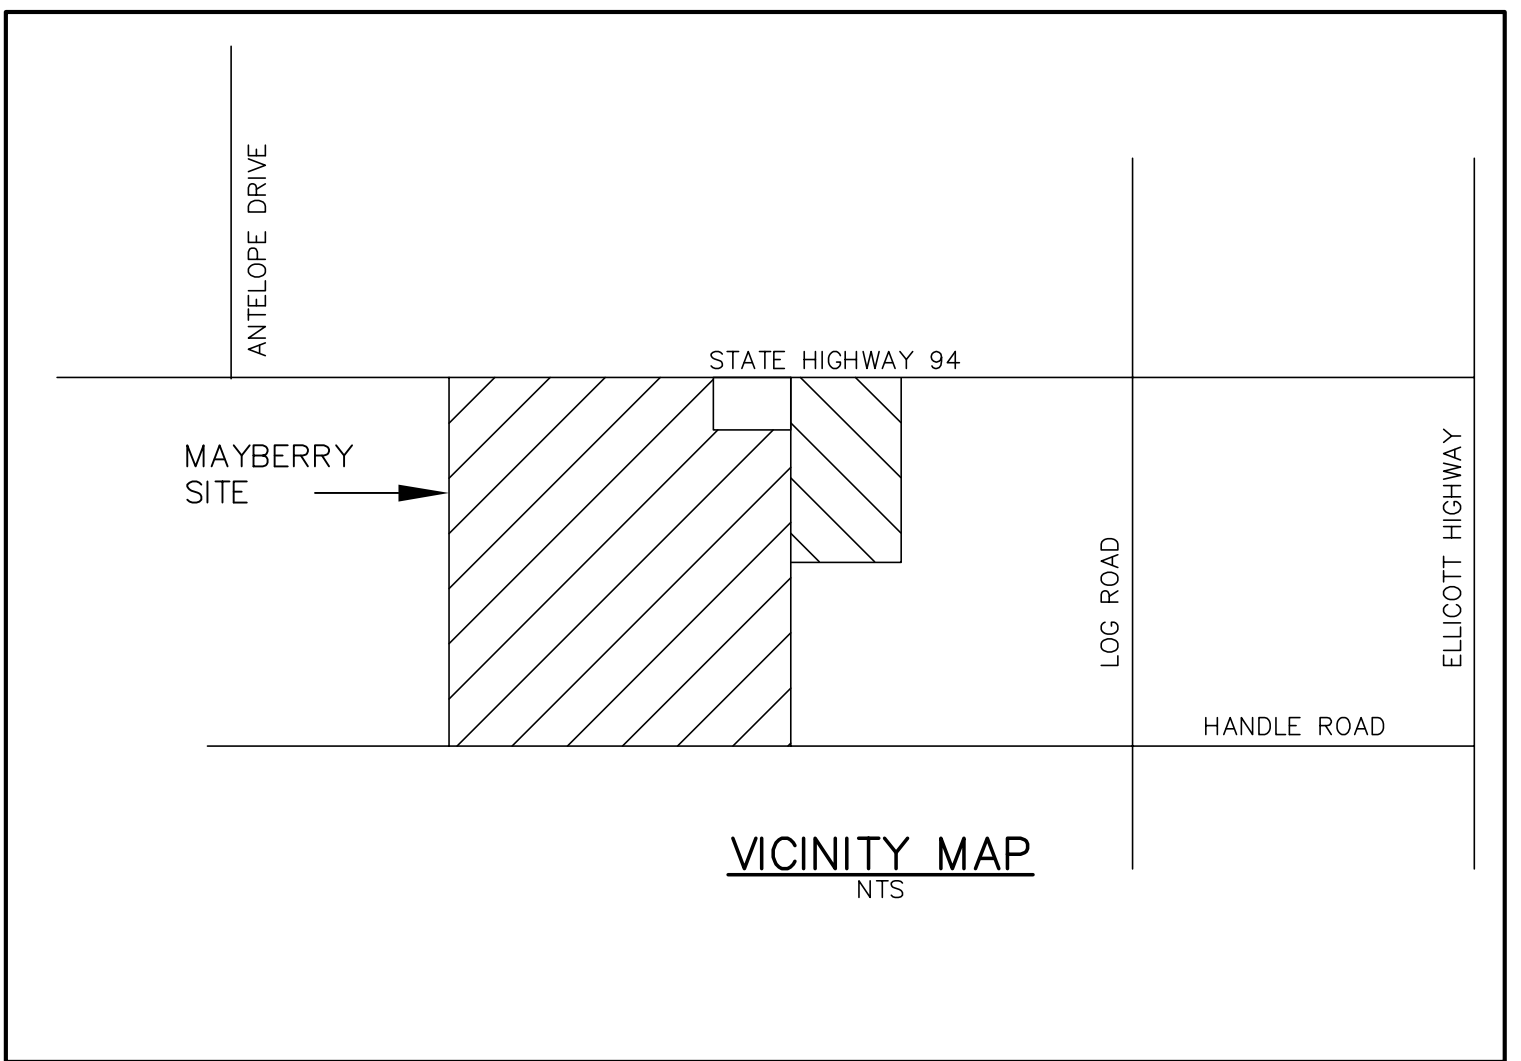 ANTELOPE DRIVE
STATE HIGHWAY 94
MAYBERRY
SITE
LOG ROAD
ELLICOTT HIGHWAY
HANDLE ROAD
VICINITY MAP
NTS